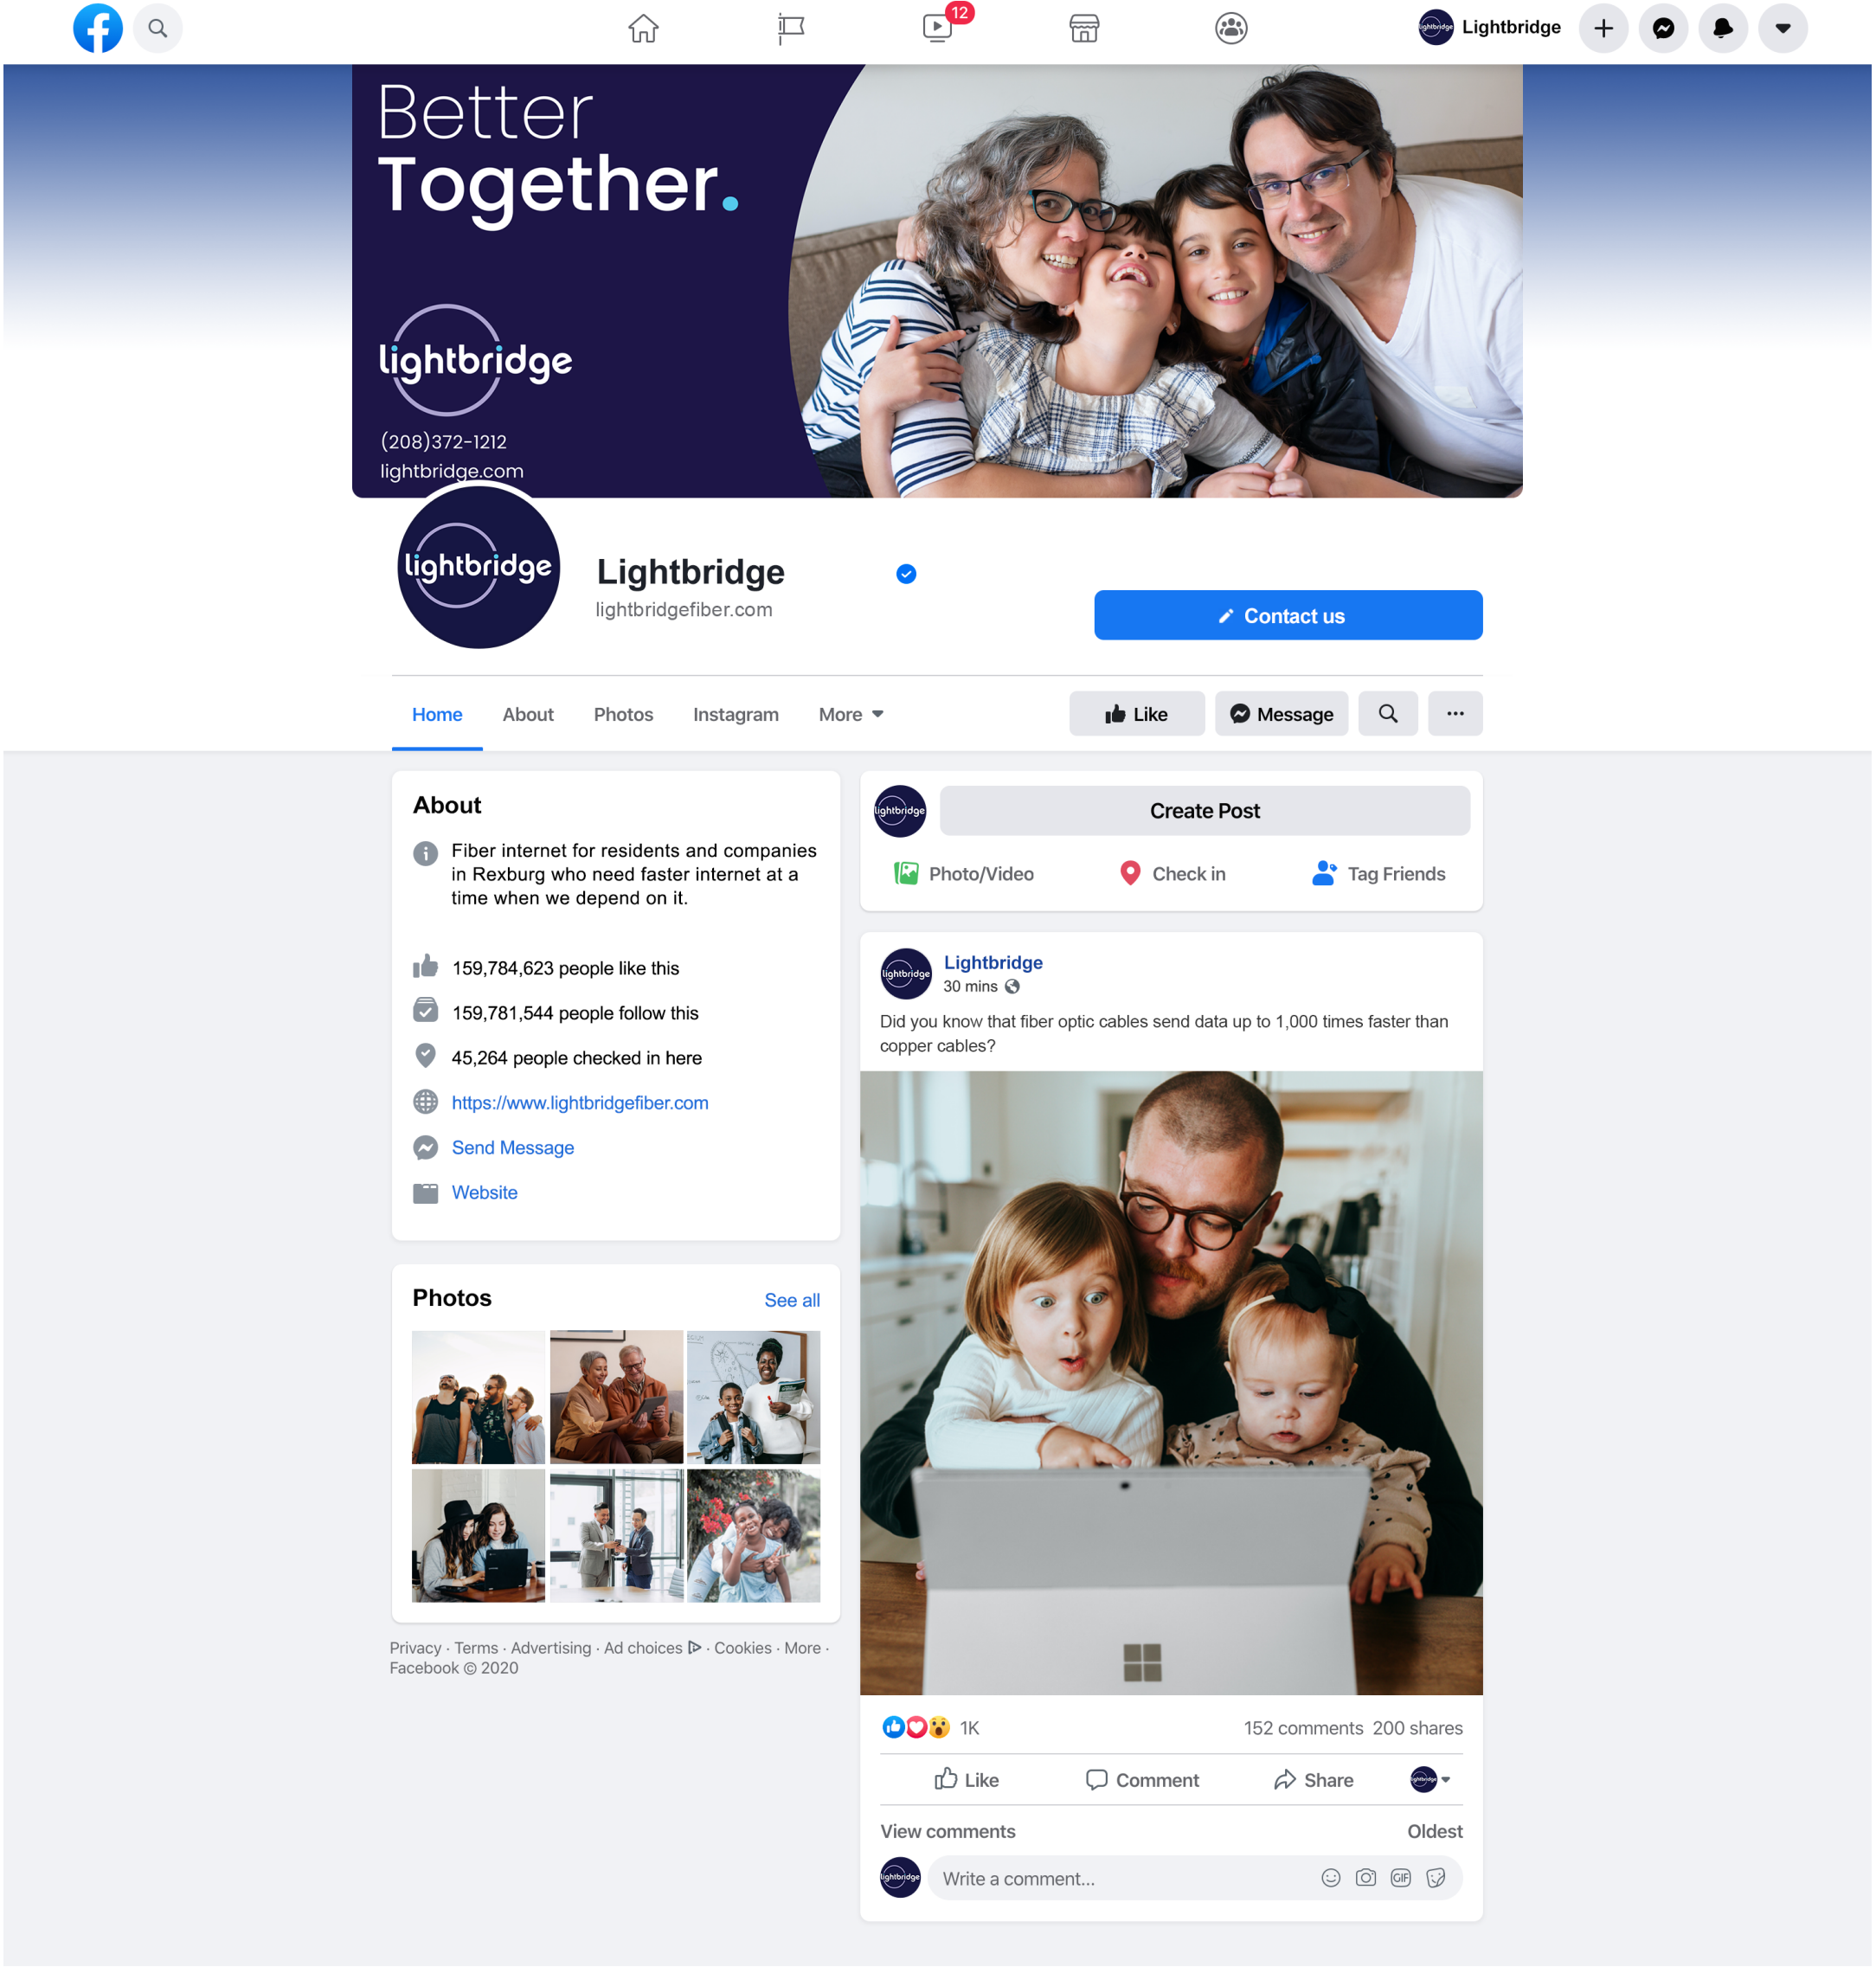 12
lightbridge
Lightbridge
Better
Together.
lightbridge
(208)372-1212
lightbridge.com
lightbridge
Lightbridge
lightbridgefiber.com
Contact us
Home
About
Photos
Instagram
More
Like
Message
About
Fiber internet for residents and companies
in Rexburg who need faster internet at a
time when we depend on it.
159,784,623 people like this
159,781,544 people follow this
45,264 people checked in here
https://www.lightbridgefiber.com
Send Message
Website
Photos
See all
Privacy · Terms · Advertising · Ad choices · Cookies · More ·
Facebook © 2020
lightbridge
Create Post
Photo/Video
Check in
Tag Friends
lightbridge
Lightbridge
30 mins
Did you know that fiber optic cables send data up to 1,000 times faster than
copper cables?
1K
152 comments 200 shares
Like
Comment
Share
lightbridge
View comments
Oldest
lightbridge
Write a comment...
GIF